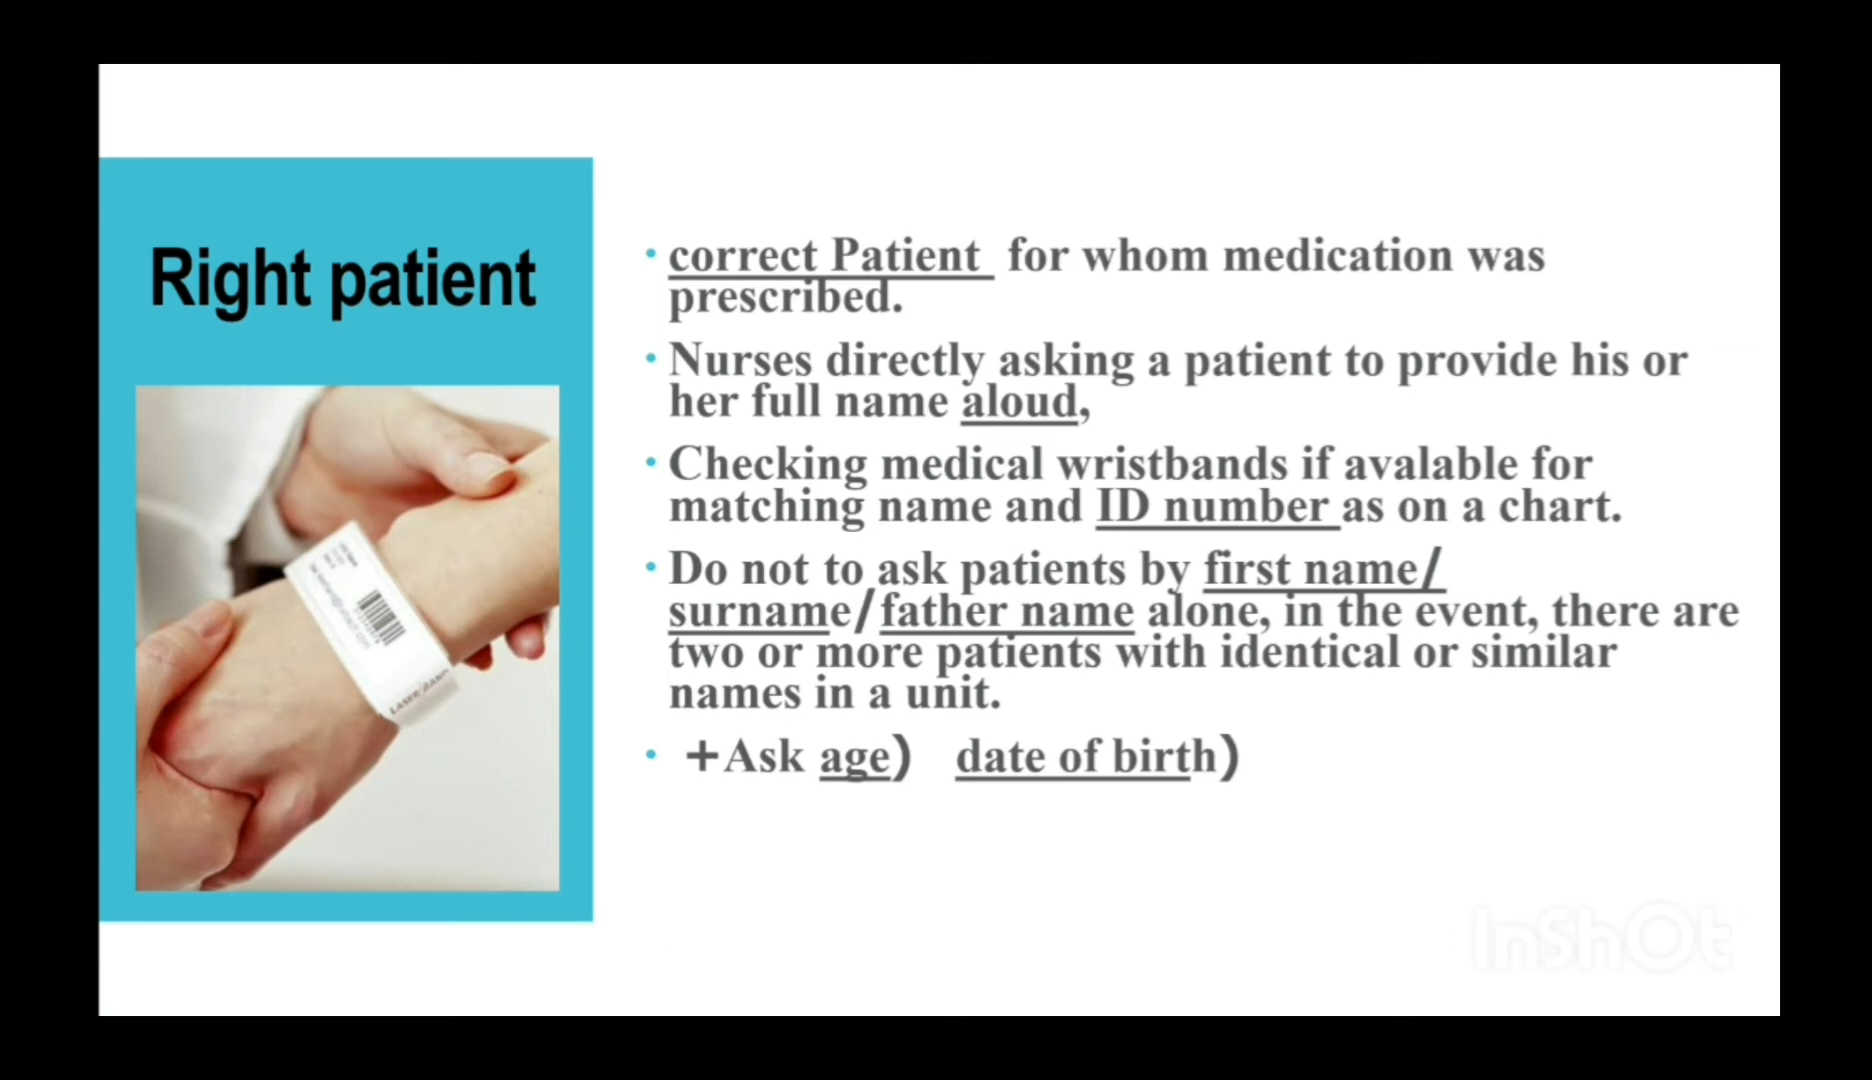 Right patient
• correct Patient for whom medication was
prescribed.
• Nurses directly asking a patient to provide his or
her full name aloud,
• Checking medical wristbands if avalable for
matching name and ID number as on a chart.
• Do not to ask patients by first name/
surname/father name alone, in the event, there are
two or more patients with identical or similar
names in a unit.
• +Ask age) date of birth)
LASER BAND
InShOt